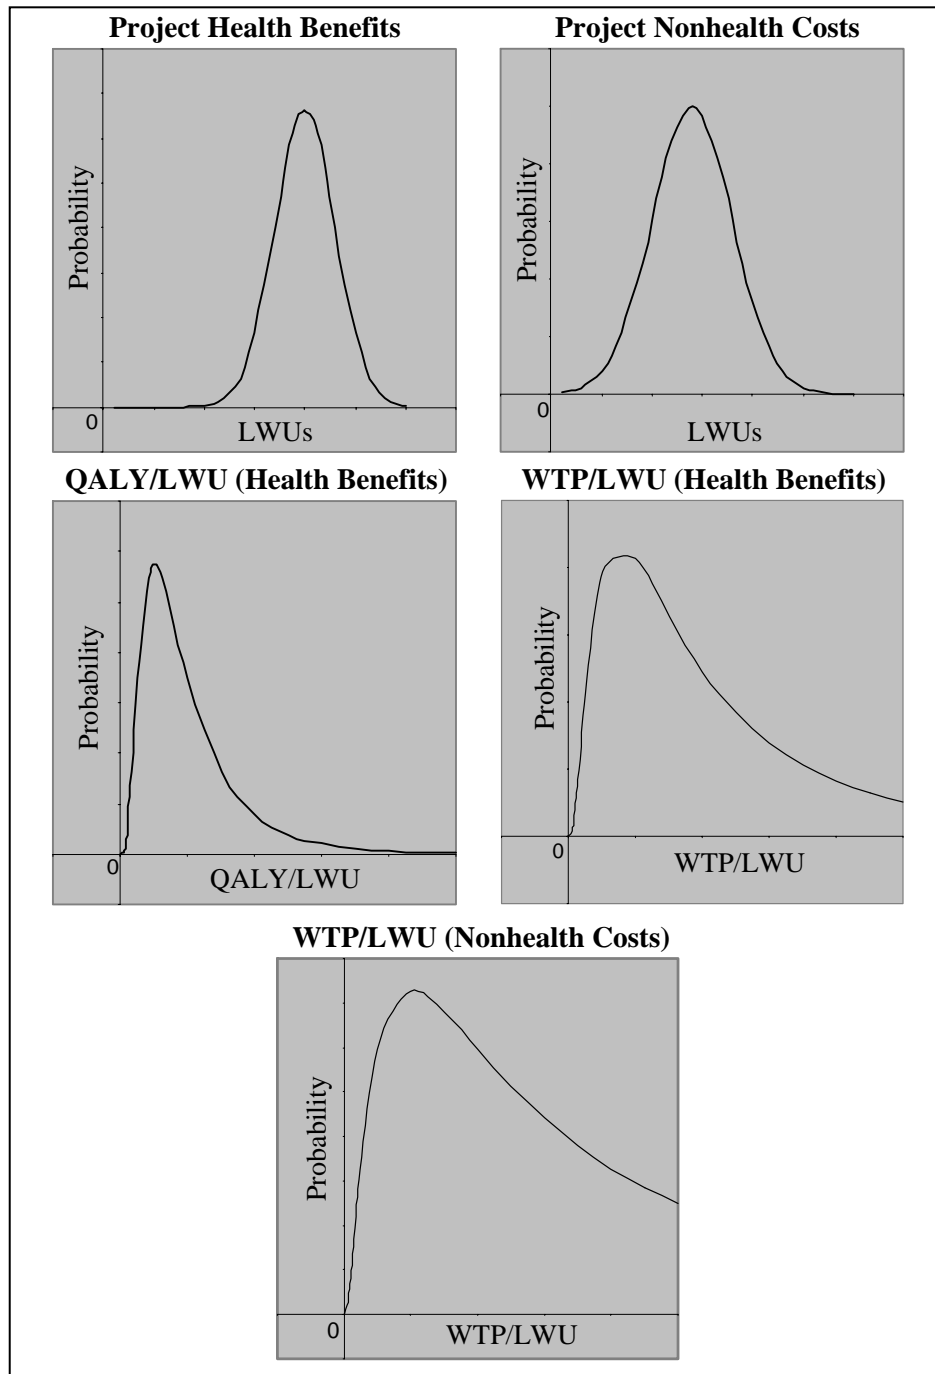 Project Health Benefits
Probability
0
LWUs
Project Nonhealth Costs
Probability
0
LWUs
QALY/LWU (Health Benefits)
Probability
0
QALY/LWU
WTP/LWU (Health Benefits)
Probability
0
WTP/LWU
WTP/LWU (Nonhealth Costs)
Probability
0
WTP/LWU